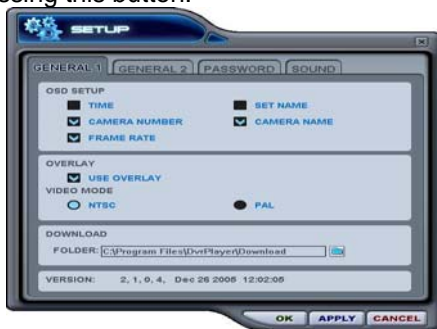 sing this button.
SETUP
GENERAL 1 GENERAL 2 PASSWORD SOUND
OSD SETUP
TIME SET NAME
CAMERA NUMBER CAMERA NAME
FRAME RATE
OVERLAY
USE OVERLAY
VIDEO MODE
NTSC PAL
DOWNLOAD
FOLDER: C:\Program Files\DvrPlayer\Download
VERSION: 2, 1, 0, 4, Dec 26 2005 12:02:05
OK APPLY CANCEL